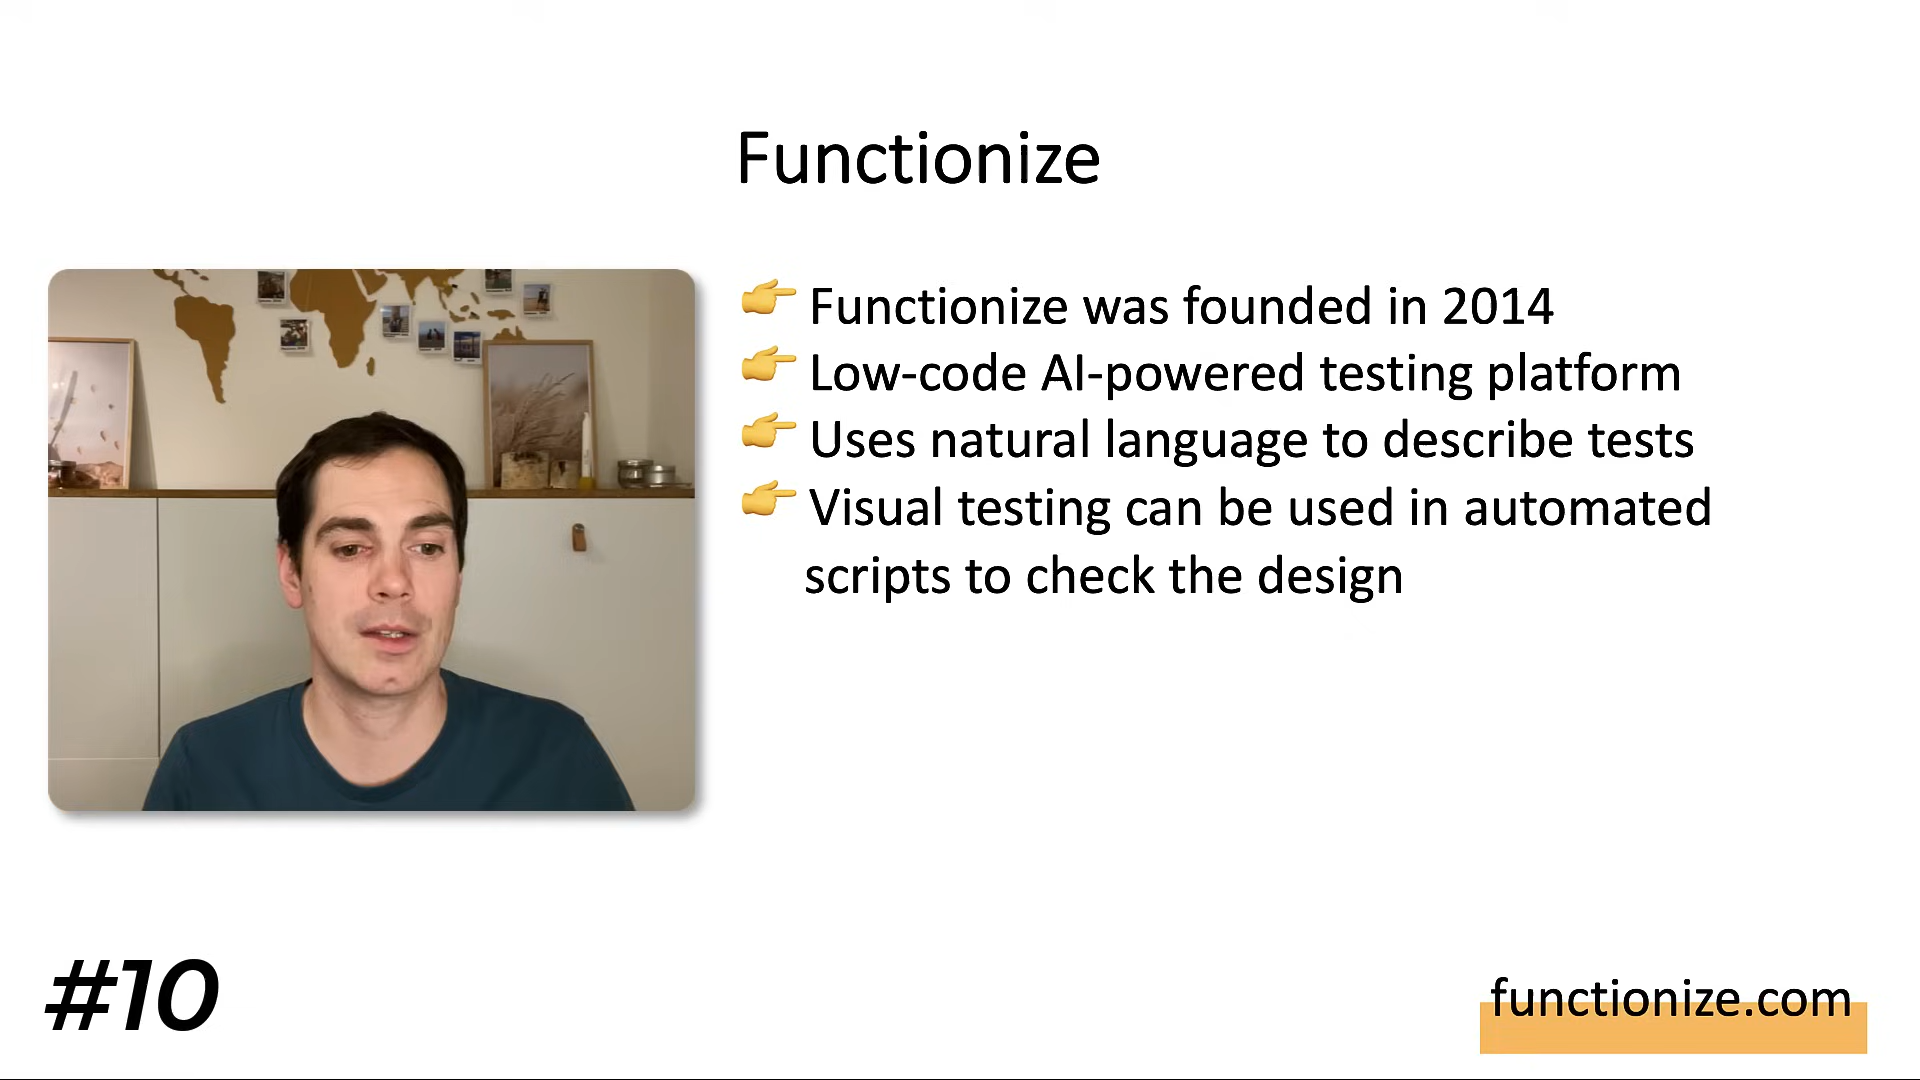 Functionize
👉 Functionize was founded in 2014
👉 Low-code AI-powered testing platform
👉 Uses natural language to describe tests
👉 Visual testing can be used in automated
scripts to check the design
#10
functionize.com